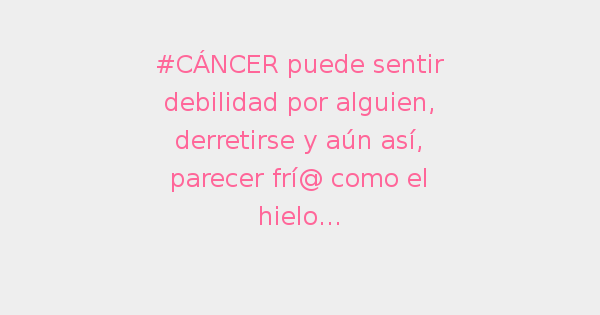 #CÁNCER puede sentir
debilidad por alguien,
derretirse y aún así,
parecer frí@ como el
hielo...